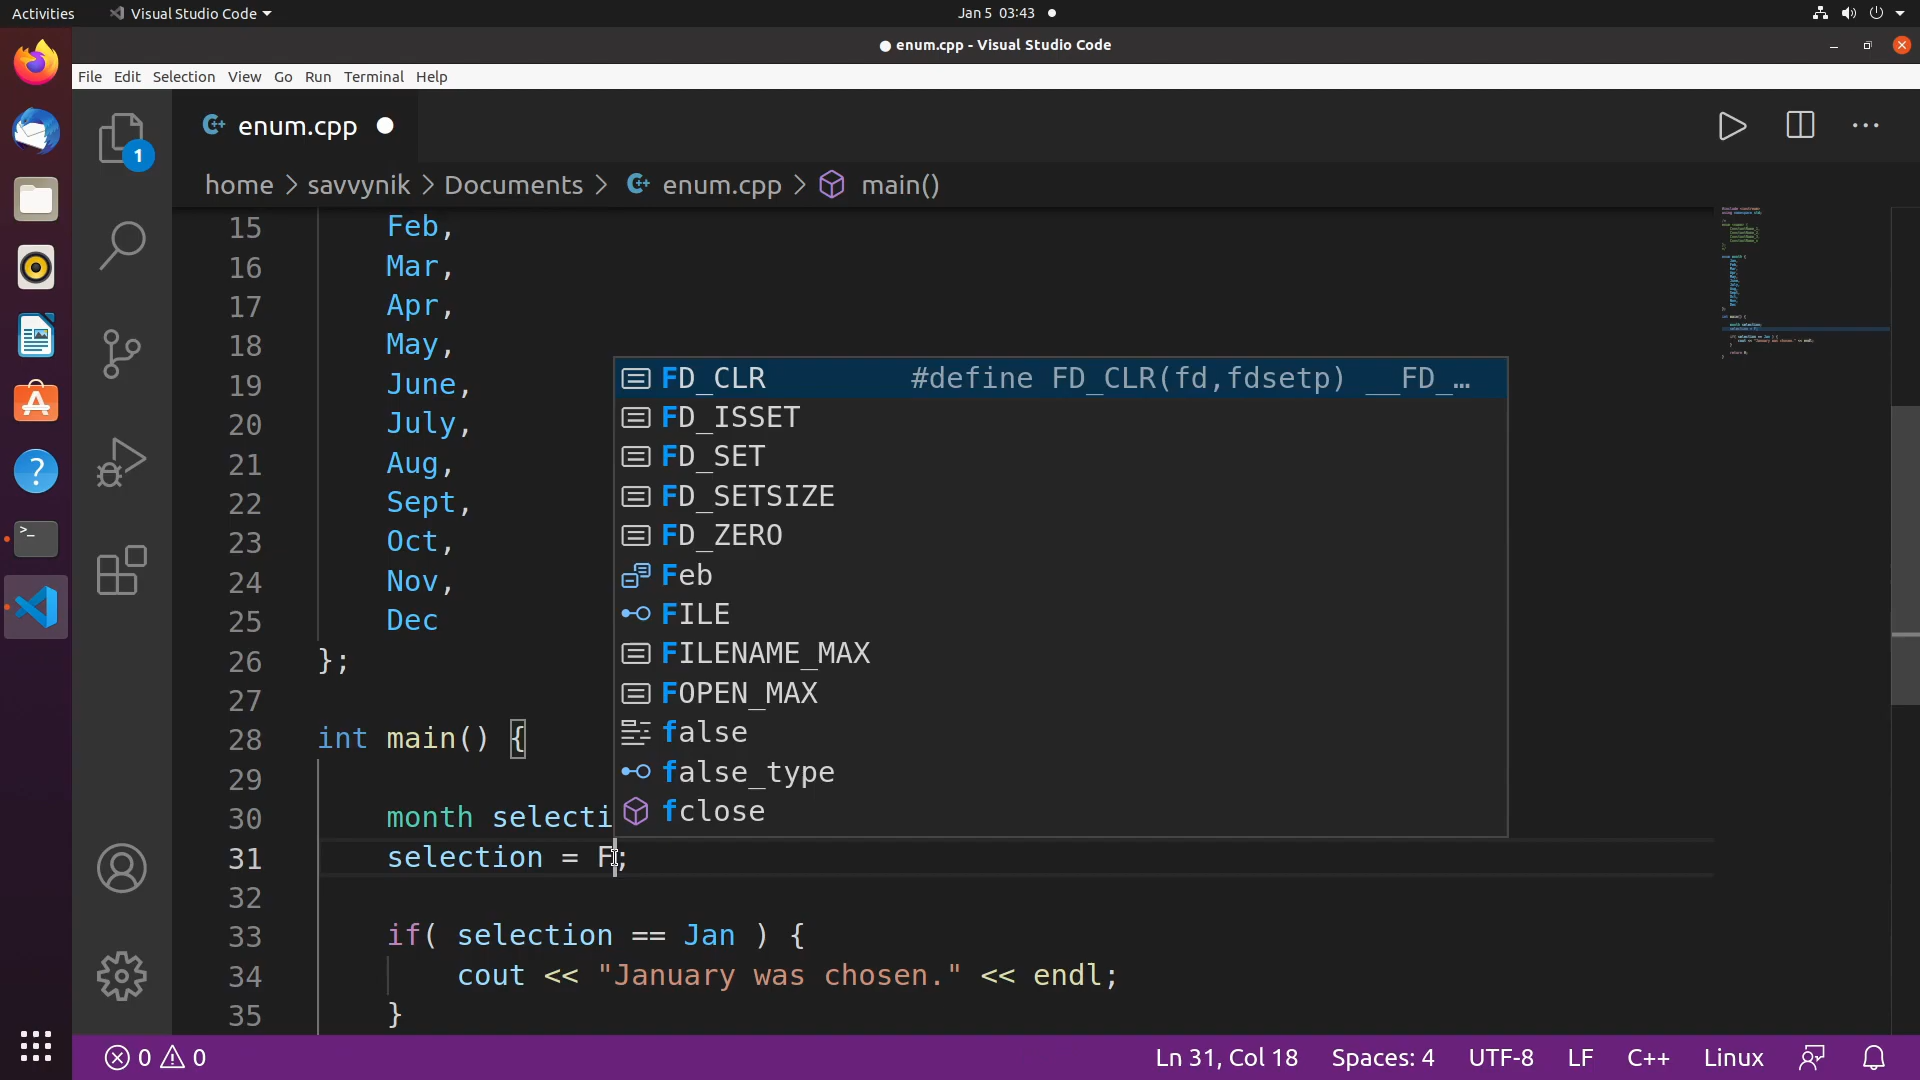 Activities
Visual Studio Code
Jan 5 03:43
● enum.cpp - Visual Studio Code
File Edit Selection View Go Run Terminal Help
1
enum.cpp
home > savvynik > Documents > enum.cpp > main()
15 Feb,
16 Mar,
17 Apr,
18 May,
19 June,
20 July,
21 Aug,
22 Sept,
23 Oct,
24 Nov,
25 Dec
26 };
27
28 int main() {
29
30 month selecti
31 selection = F;
32
33 if( selection == Jan ) {
34 cout << "January was chosen." << endl;
35 }
FD_CLR #define FD_CLR(fd,fdsetp) __FD_…
FD_ISSET
FD_SET
FD_SETSIZE
FD_ZERO
Feb
FILE
FILENAME_MAX
FOPEN_MAX
false
false_type
fclose
0 0
Ln 31, Col 18 Spaces: 4 UTF-8 LF C++ Linux